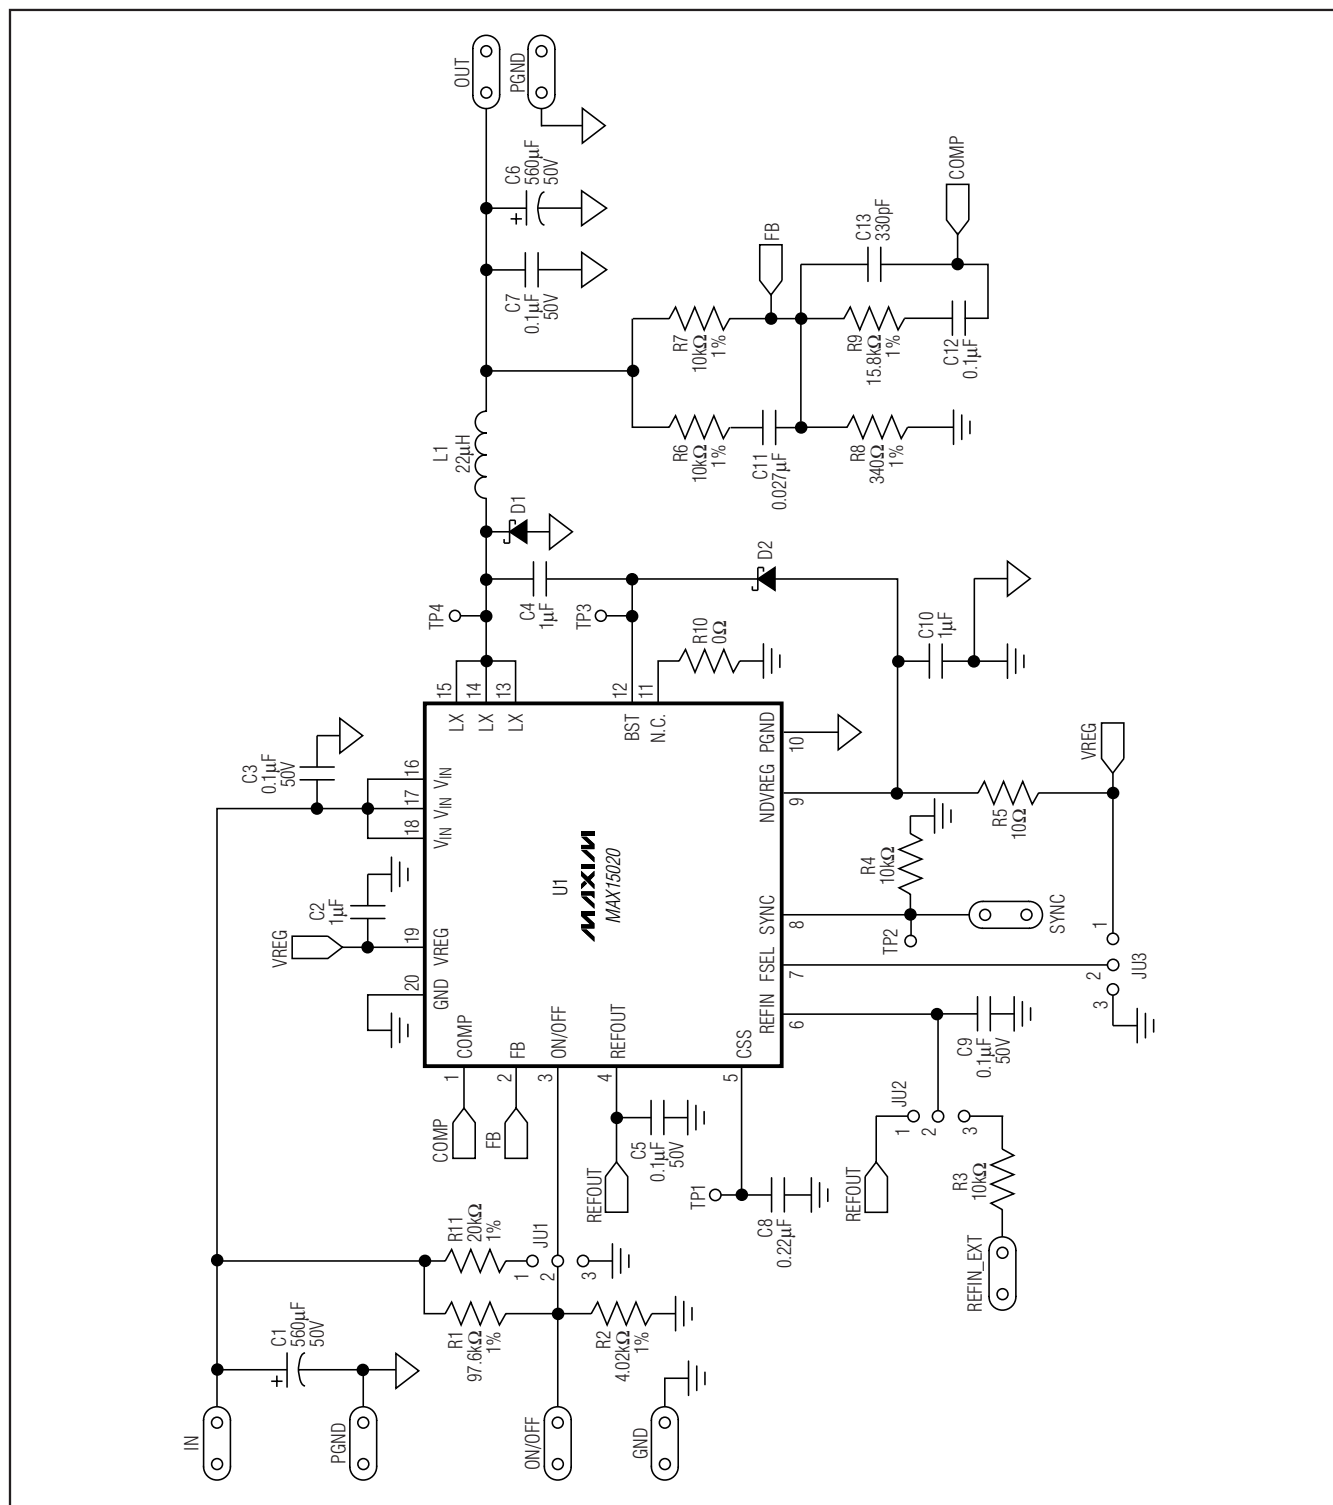 OUT
PGND
C6
560µF
50V
C7
0.1µF
50V
COMP
C13
330pF
FB
R7
10kΩ
1%
R9
15.8kΩ
1%
C12
0.1µF
L1
22µH
R6
10kΩ
1%
C11
0.027µF
R8
340Ω
1%
D1
D2
TP4
C4
1µF
TP3
R10
0Ω
C10
1µF
15
14
13
12
11
LX
LX
LX
BST
N.C.
C3
0.1µF
50V
16
17
18
VIN
VIN
VIN
C2
1µF
VREG
19
VREG
20
GND
U1
MAXIM
MAX15020
PGND
10
NDVREG
9
SYNC
8
FSEL
7
REFIN
6
VREG
R5
10Ω
R4
10kΩ
TP2
SYNC
1
2
3
JU3
COMP
FB
ON/OFF
REFOUT
CSS
1
2
3
4
5
COMP
FB
REFOUT
C5
0.1µF
50V
TP1
C8
0.22µF
C9
0.1µF
50V
JU2
1
2
3
REFOUT
R3
10kΩ
REFIN_EXT
R11
20kΩ
1%
JU1
1
2
3
R1
97.6kΩ
1%
R2
4.02kΩ
1%
C1
560µF
50V
IN
PGND
ON/OFF
GND